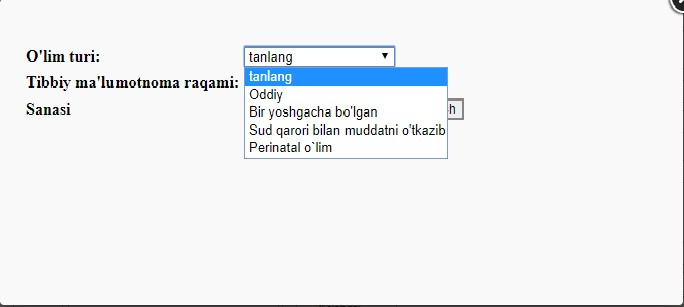 O'lim turi: tanlang
tanlang
Tibbiy ma'lumotnoma raqami:
Oddiy
Sanasi
Bir yoshgacha bo'lgan
Sud qarori bilan muddatni o'tkazib
Perinatal o`lim